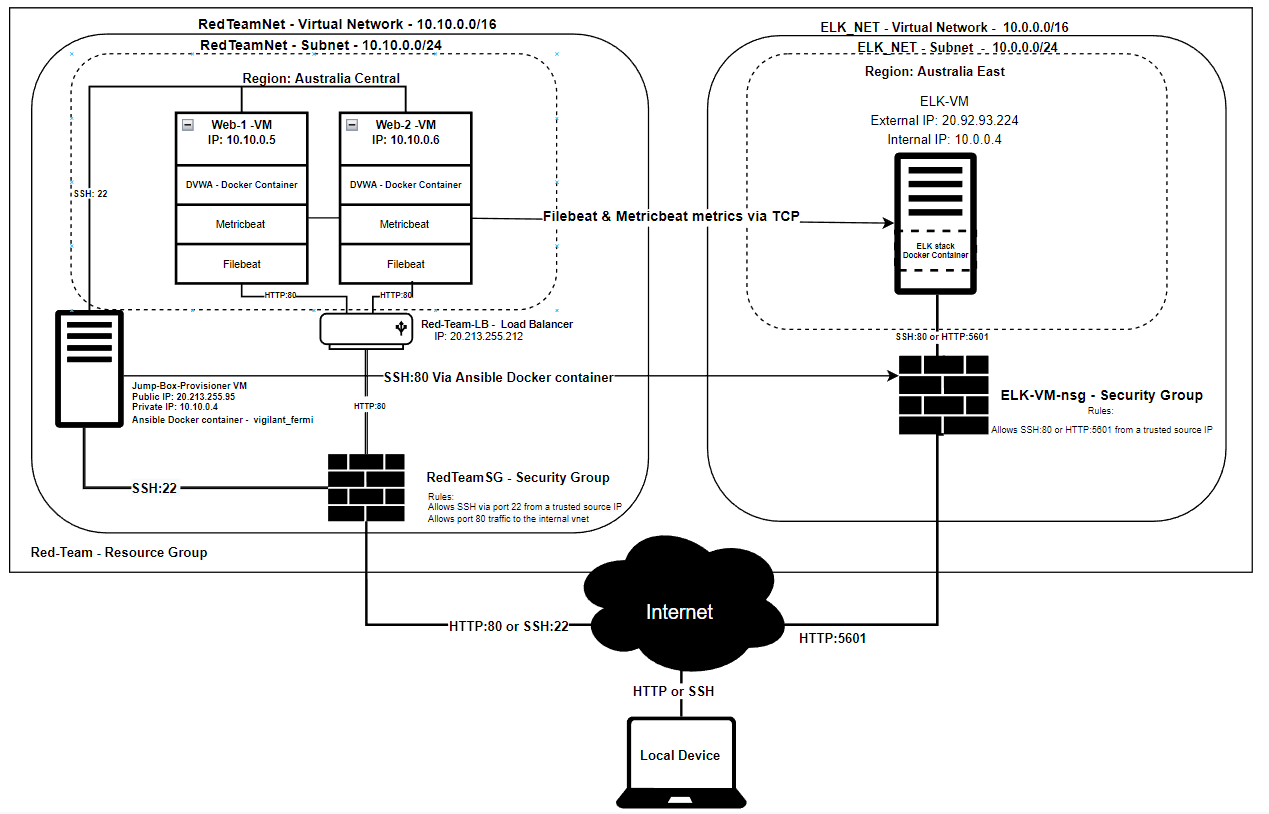 RedTeamNet - Virtual Network - 10.10.0.0/16
RedTeamNet - Subnet - 10.10.0.0/24
Region: Australia Central
Web-1 -VM
IP: 10.10.0.5
DVWA - Docker Container
Metricbeat
Filebeat
Web-2 -VM
IP: 10.10.0.6
DVWA - Docker Container
Metricbeat
Filebeat
SSH: 22
HTTP:80
HTTP:80
Filebeat & Metricbeat metrics via TCP
ELK_NET - Virtual Network - 10.0.0.0/16
ELK_NET - Subnet - 10.0.0.0/24
Region: Australia East
ELK-VM
External IP: 20.92.93.224
Internal IP: 10.0.0.4
ELK stack
Docker Container
SSH:80 or HTTP:5601
Red-Team-LB - Load Balancer
IP: 20.213.255.212
SSH:80 Via Ansible Docker container
Jump-Box-Provisioner VM
Public IP: 20.213.255.95
Private IP: 10.10.0.4
Ansible Docker container - vigilant_fermi
HTTP:80
ELK-VM-nsg - Security Group
Rules:
Allows SSH:80 or HTTP:5601 from a trusted source IP
SSH:22
RedTeamSG - Security Group
Rules:
Allows SSH via port 22 from a trusted source IP
Allows port 80 traffic to the internal vnet
Red-Team - Resource Group
Internet
HTTP:80 or SSH:22
HTTP:5601
HTTP or SSH
Local Device